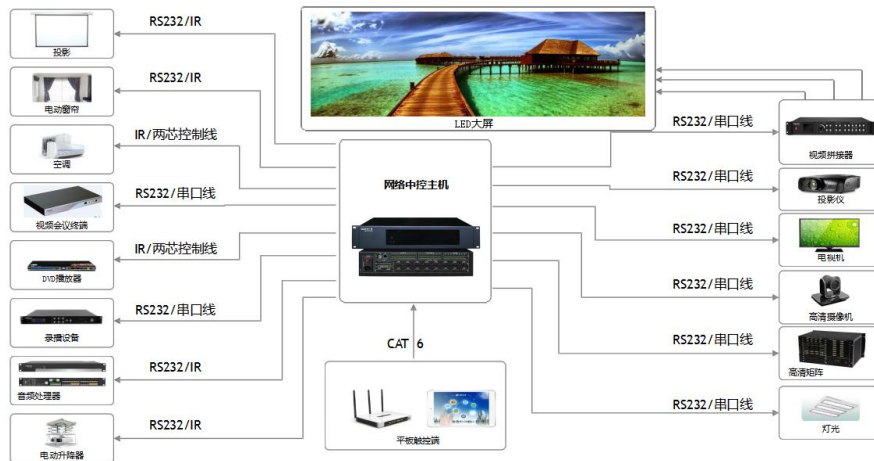 RS232/IR
投影
RS232/IR
电动窗帘
IR/两芯控制线
空调
RS232/串口线
视频会议终端
IR/两芯控制线
DVD播放器
RS232/串口线
录播设备
RS232/IR
音频处理器
RS232/IR
电动升降器
LED大屏
网络中控主机
CAT 6
平板触控端
RS232/串口线
视频拼接器
RS232/串口线
投影仪
RS232/串口线
电视机
RS232/串口线
高清摄像机
RS232/串口线
高清矩阵
RS232/串口线
灯光